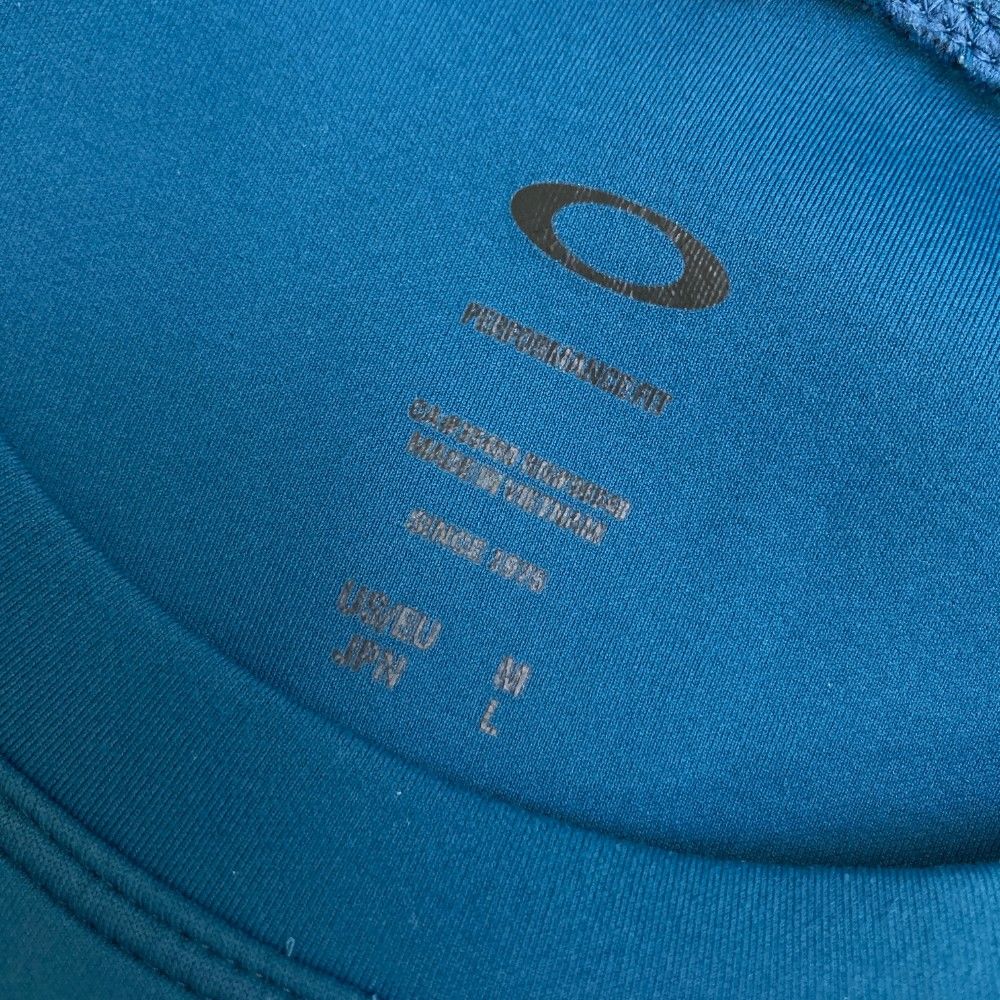 PERFORMANCE FIT
MADE IN VIETNAM
SINCE 1975
US/EU M
JPN L